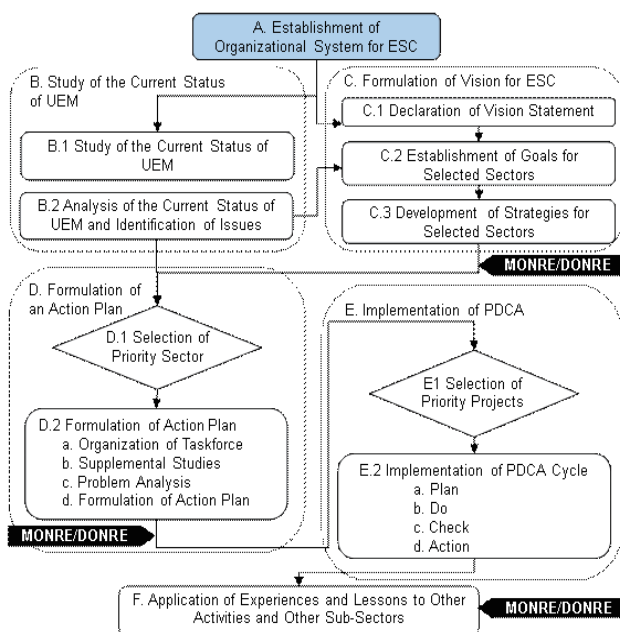 A. Establishment of
Organizational System for ESC
B. Study of the Current Status
of UEM
B.1 Study of the Current Status of
UEM
B.2 Analysis of the Current Status of
UEM and Identification of Issues
C. Formulation of Vision for ESC
C.1 Declaration of Vision Statement
C.2 Establishment of Goals for
Selected Sectors
C.3 Development of Strategies for
Selected Sectors
MONRE/DONRE
D. Formulation of
an Action Plan
D.1 Selection of
Priority Sector
D.2 Formulation of Action Plan
a. Organization of Taskforce
b. Supplemental Studies
c. Problem Analysis
d. Formulation of Action Plan
MONRE/DONRE
E. Implementation of PDCA
E1 Selection of
Priority Projects
E.2 Implementation of PDCA Cycle
a. Plan
b. Do
c. Check
d. Action
F. Application of Experiences and Lessons to Other
Activities and Other Sub-Sectors
MONRE/DONRE